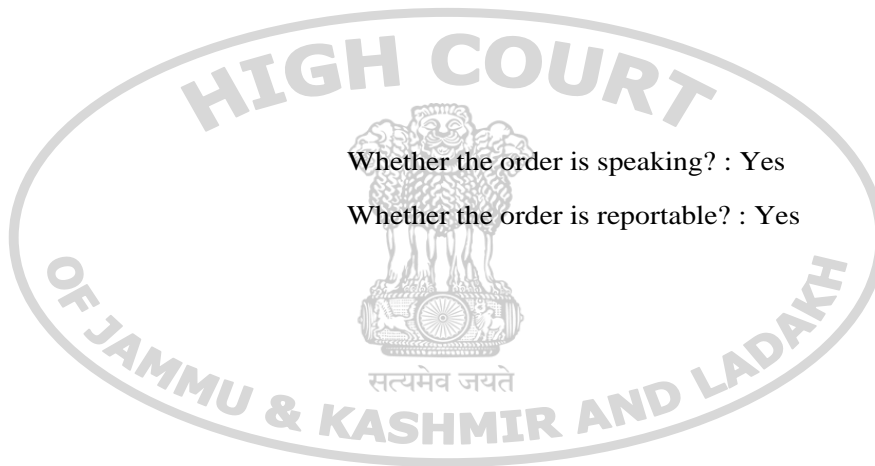 HIGH COURT
Whether the order is speaking? : Yes
Whether the order is reportable? : Yes
सत्यमेव जयते
OF JAMMU & KASHMIR AND LADAKH